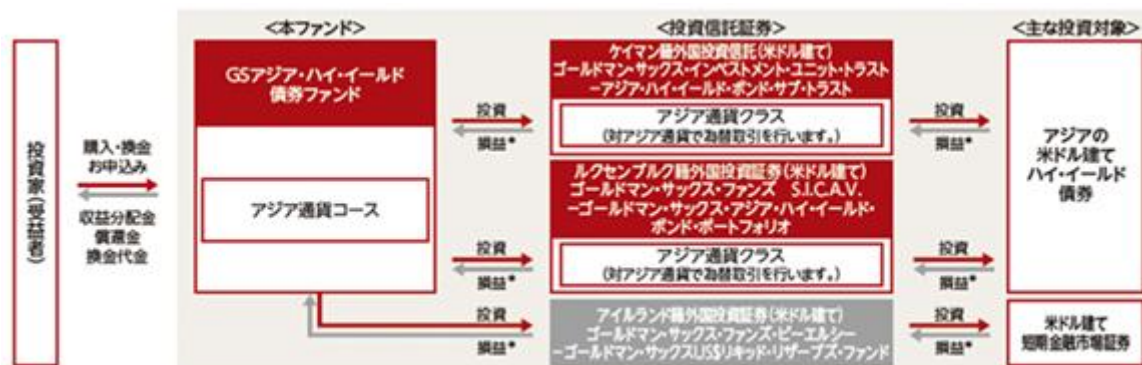 <本ファンド>
<投資信託証券>
<主な投資対象>
投資家(受益者)
購入・換金
お申込み
収益分配金
償還金
換金代金
GSアジア・ハイ・イールド
債券ファンド
アジア通貨コース
投資
損益*
投資
損益*
投資
損益*
ケイマン籍外国投資信託(米ドル建て)
ゴールドマン・サックス・インベストメント・ユニット・トラスト
-アジア・ハイ・イールド・ボンド・サブ・トラスト
アジア通貨クラス
(対アジア通貨で為替取引を行います。)
ルクセンブルク籍外国投資証券(米ドル建て)
ゴールドマン・サックス・ファンズ S.I.C.A.V.
-ゴールドマン・サックス・アジア・ハイ・イールド・
ボンド・ポートフォリオ
アジア通貨クラス
(対アジア通貨で為替取引を行います。)
アイルランド籍外国投資証券(米ドル建て)
ゴールドマン・サックス・ファンズ・ピーエルシー
-ゴールドマン・サックスUS$リキッド・リザーブズ・ファンド
投資
損益*
投資
損益*
投資
損益*
アジアの
米ドル建て
ハイ・イールド
債券
米ドル建て
短期金融市場証券